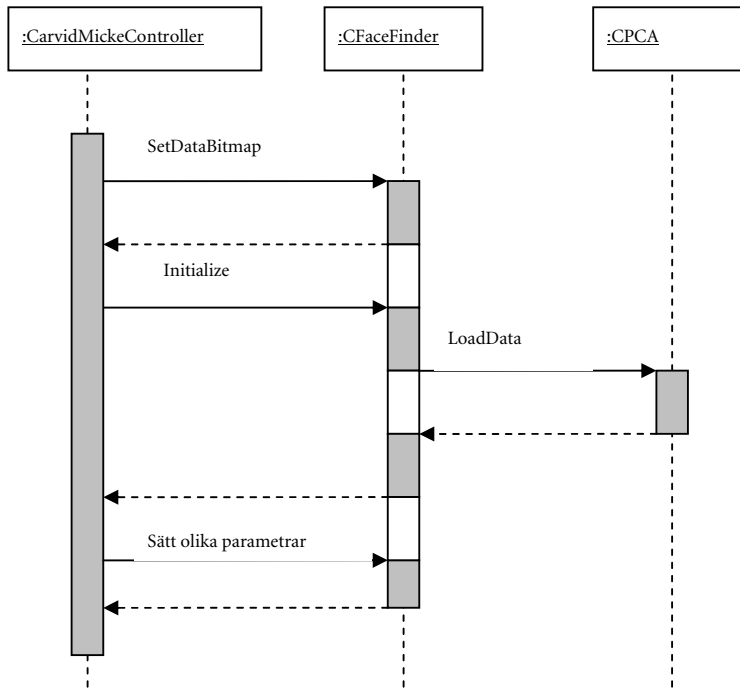 :CarvidMickeController
:CFaceFinder
:CPCA
SetDataBitmap
Initialize
LoadData
Sätt olika parametrar